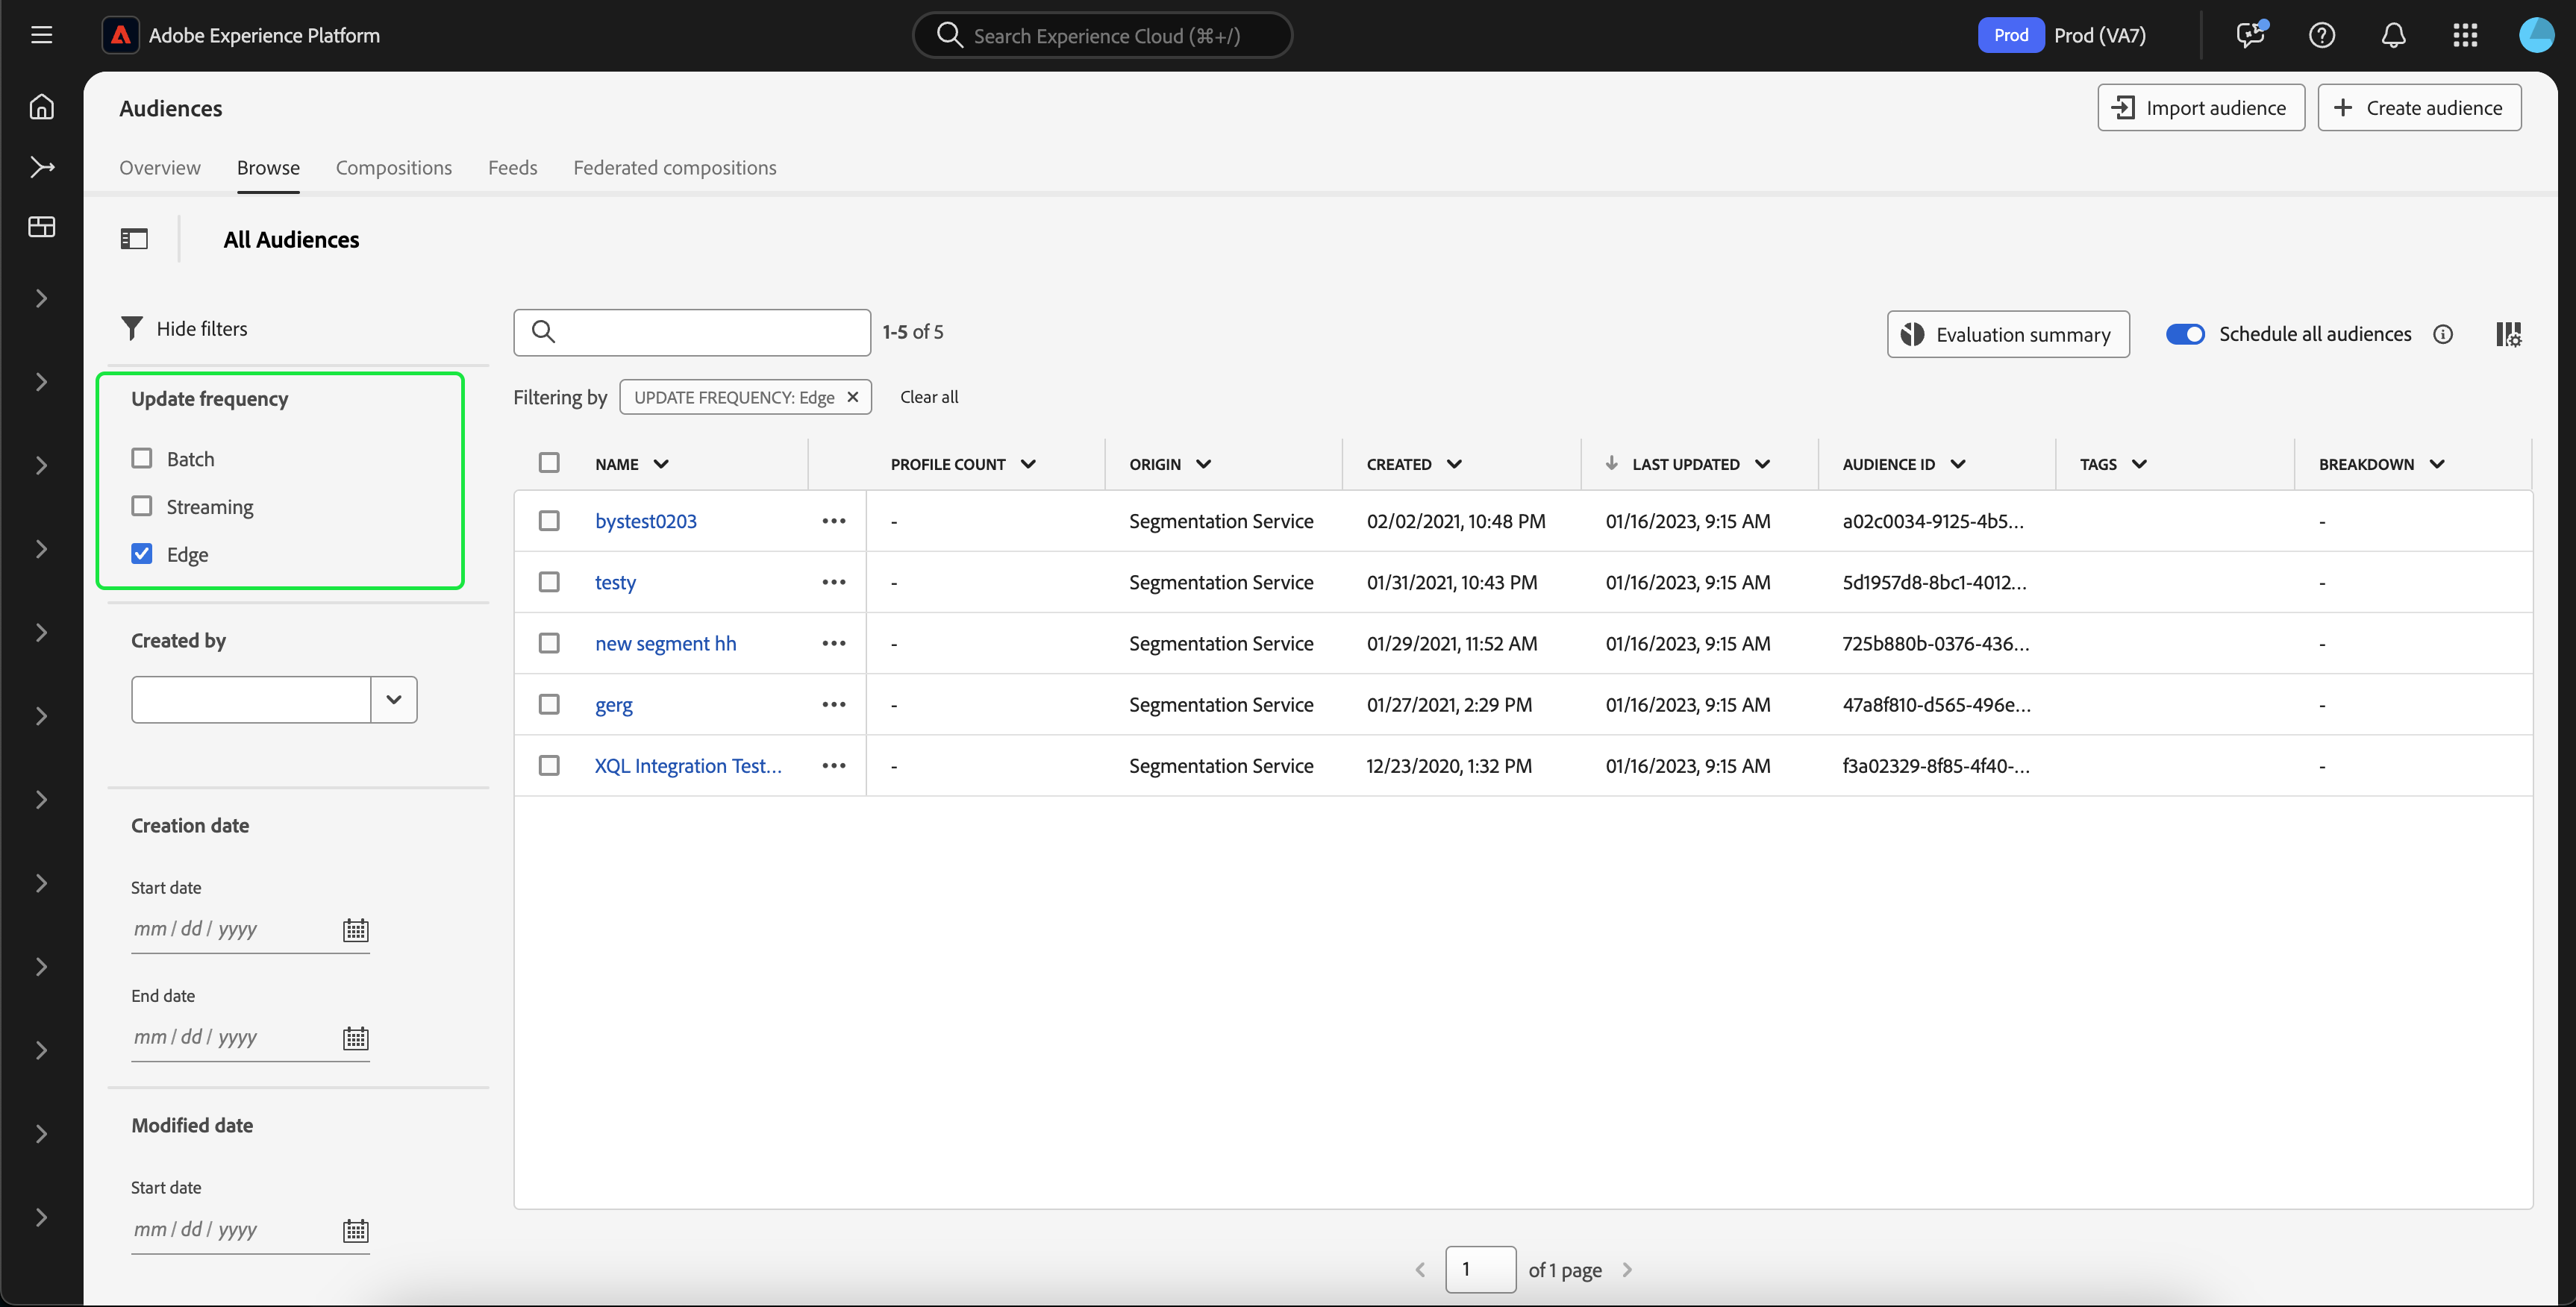 Adobe Experience Platform
Search Experience Cloud (⌘+/)
Prod Prod (VA7)
Audiences
Import audience
Create audience
Overview Browse Compositions Feeds Federated compositions
All Audiences
Hide filters
1-5 of 5
Evaluation summary
Schedule all audiences
Update frequency
Batch
Streaming
Edge
Filtering by UPDATE FREQUENCY: Edge Clear all
NAME PROFILE COUNT ORIGIN CREATED LAST UPDATED AUDIENCE ID TAGS BREAKDOWN
bystest0203 - Segmentation Service 02/02/2021, 10:48 PM 01/16/2023, 9:15 AM a02c0034-9125-4b5... -
testy - Segmentation Service 01/31/2021, 10:43 PM 01/16/2023, 9:15 AM 5d1957d8-8bc1-4012... -
new segment hh - Segmentation Service 01/29/2021, 11:52 AM 01/16/2023, 9:15 AM 725b880b-0376-436... -
gerg - Segmentation Service 01/27/2021, 2:29 PM 01/16/2023, 9:15 AM 47a8f810-d565-496e... -
XQL Integration Test... - Segmentation Service 12/23/2020, 1:32 PM 01/16/2023, 9:15 AM f3a02329-8f85-4f40-... -
Created by
Creation date
Start date
mm / dd / yyyy
End date
mm / dd / yyyy
Modified date
Start date
mm / dd / yyyy
1 of 1 page